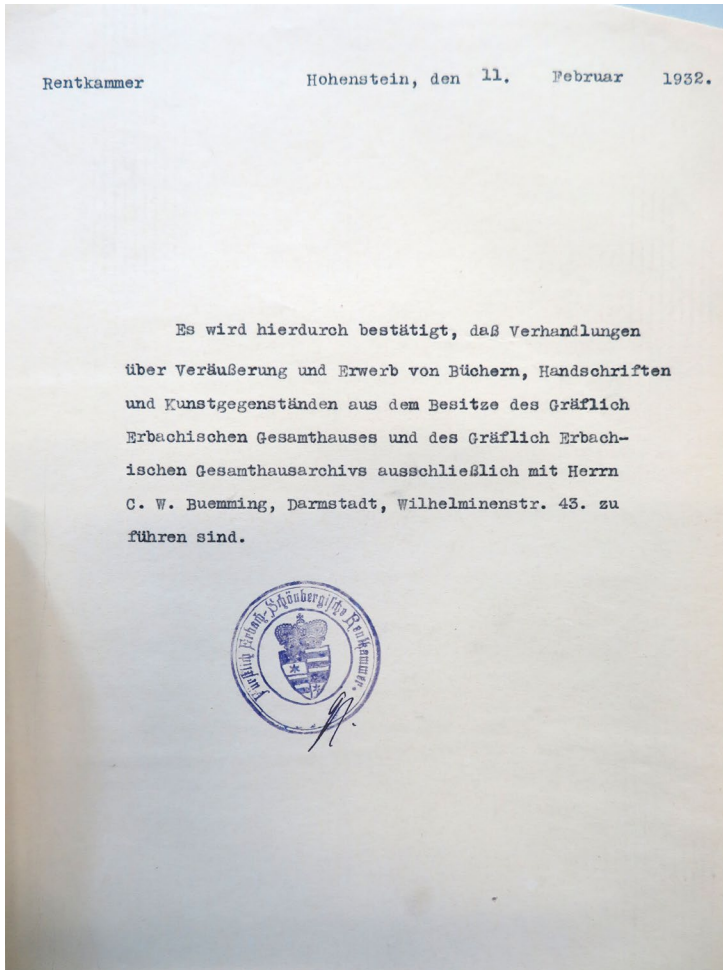 Rentkammer Hohenstein, den 11. Februar 1932.
Es wird hierdurch bestätigt, daß Verhandlungen
über Veräußerung und Erwerb von Büchern, Handschriften
und Kunstgegenständen aus dem Besitze des Gräflich
Erbachischen Gesamthauses und des Gräflich Erbach-
ischen Gesamthausarchivs ausschließlich mit Herrn
C. W. Buemming, Darmstadt, Wilhelminenstr. 43. zu
führen sind.
Fürstlich Erbach-Schönbergische Rentkammer.